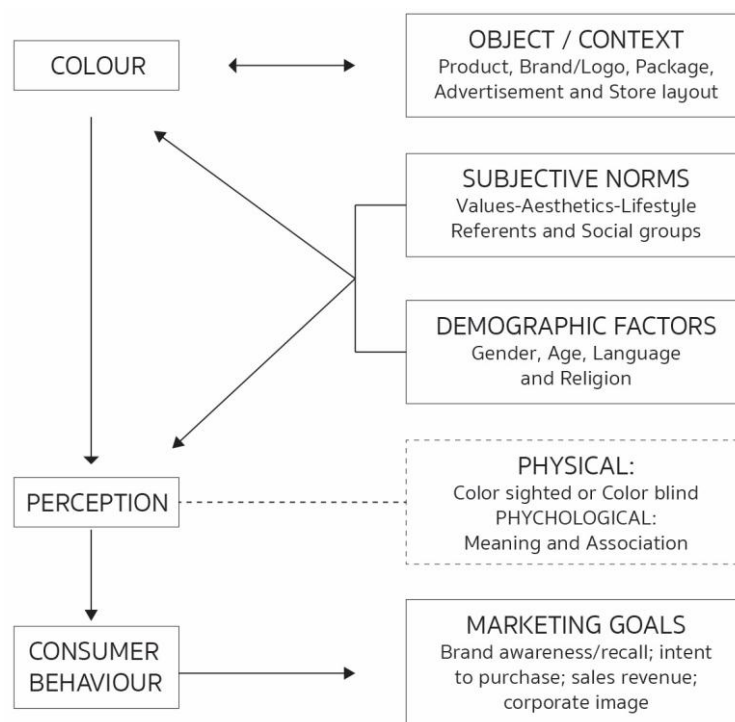 COLOUR
OBJECT / CONTEXT
Product, Brand/Logo, Package,
Advertisement and Store layout
SUBJECTIVE NORMS
Values-Aesthetics-Lifestyle
Referents and Social groups
DEMOGRAPHIC FACTORS
Gender, Age, Language
and Religion
PERCEPTION
PHYSICAL:
Color sighted or Color blind
PHYCHOLOGICAL:
Meaning and Association
CONSUMER
BEHAVIOUR
MARKETING GOALS
Brand awareness/recall; intent
to purchase; sales revenue;
corporate image